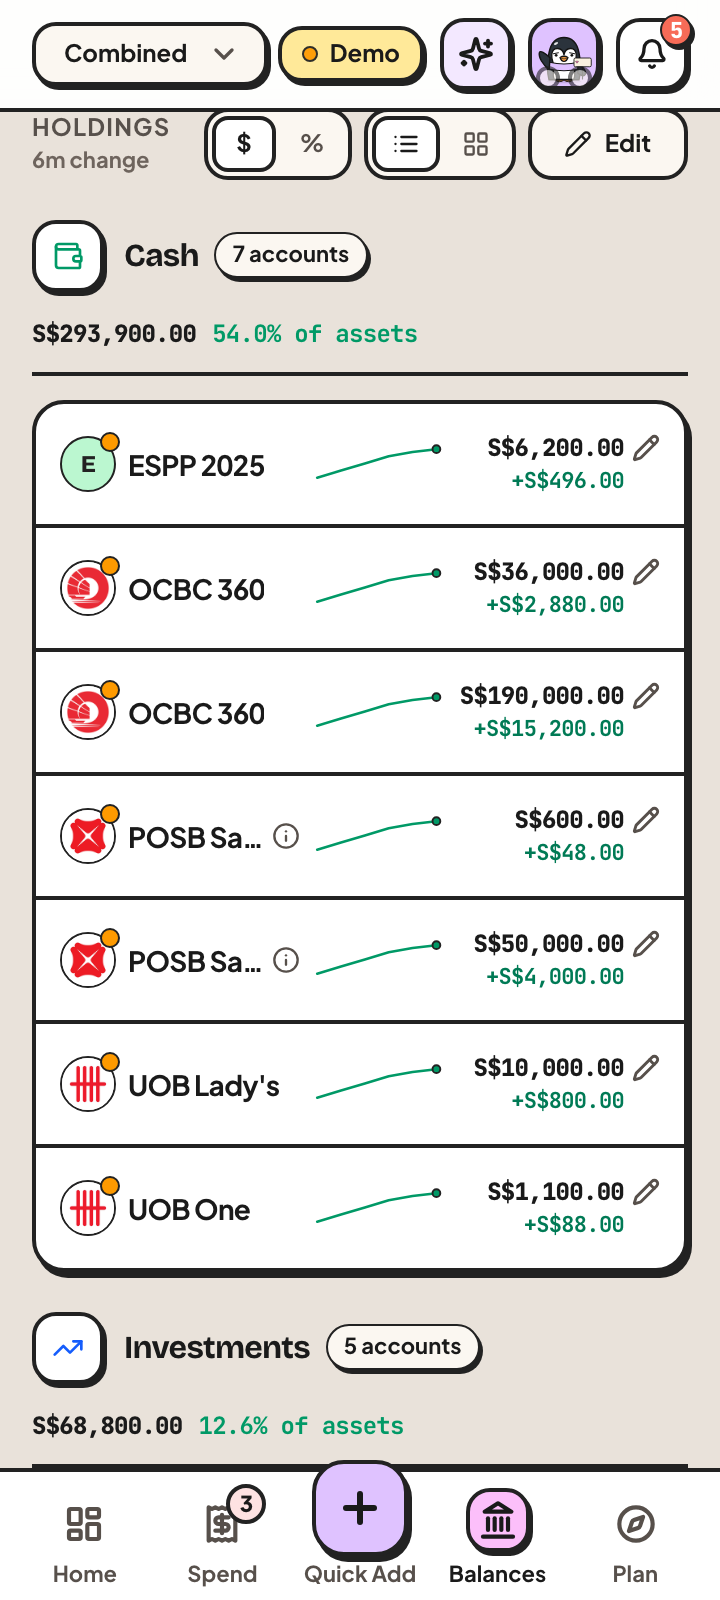 Combined
Demo
5
HOLDINGS
6m change
$
%
Edit
Cash
7 accounts
S$293,900.00 54.0% of assets
E
ESPP 2025
S$6,200.00
+S$496.00
OCBC 360
S$36,000.00
+S$2,880.00
OCBC 360
S$190,000.00
+S$15,200.00
POSB Sa...
S$600.00
+S$48.00
POSB Sa...
S$50,000.00
+S$4,000.00
UOB Lady's
S$10,000.00
+S$800.00
UOB One
S$1,100.00
+S$88.00
Investments
5 accounts
S$68,800.00 12.6% of assets
3
Home
Spend
Quick Add
Balances
Plan